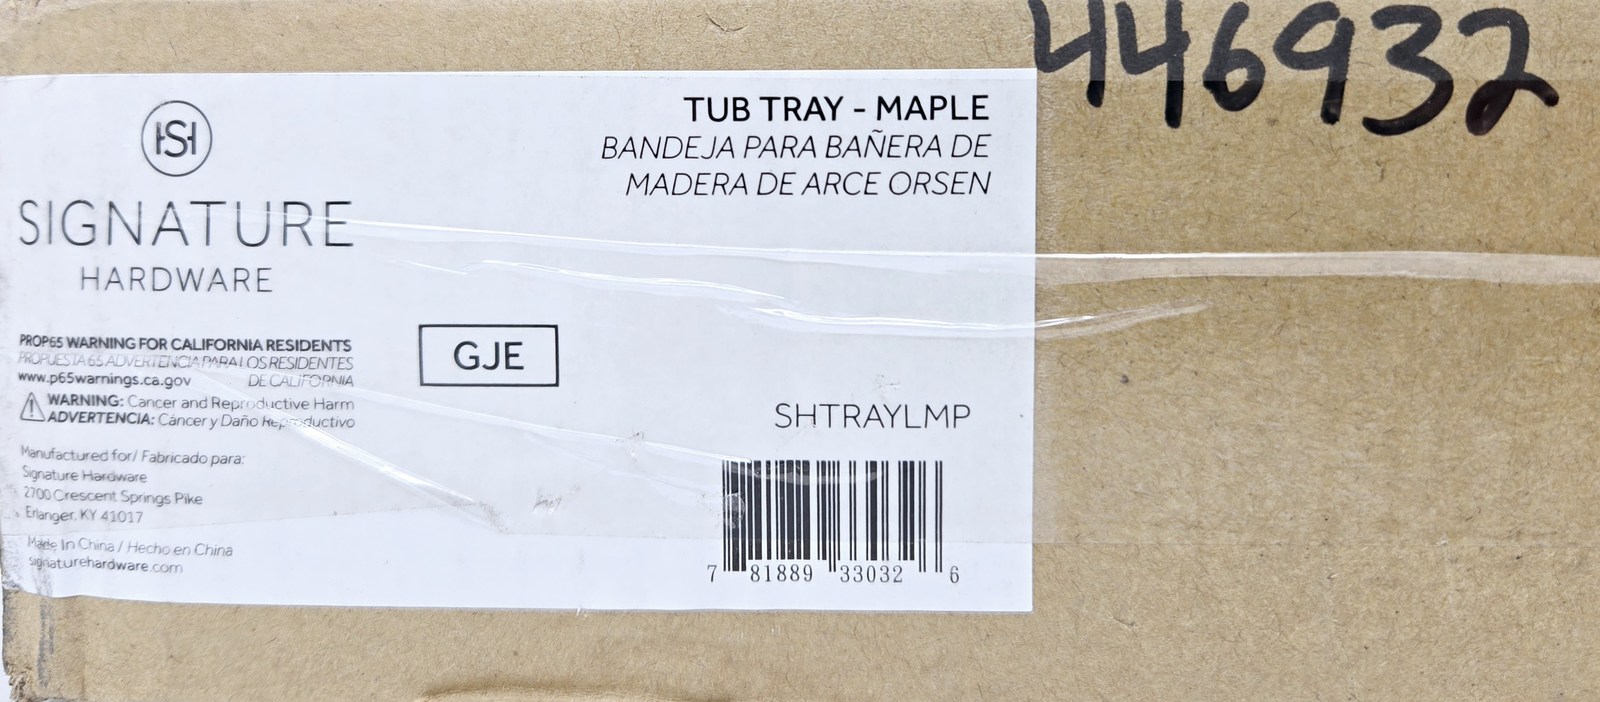 446932
HS
SIGNATURE
HARDWARE
TUB TRAY - MAPLE
BANDEJA PARA BAÑERA DE
MADERA DE ARCE ORSEN
PROP65 WARNING FOR CALIFORNIA RESIDENTS
PROPUESTA 65 ADVERTENCIA PARA LOS RESIDENTES
www.p65warnings.ca.gov DE CALIFORNIA
WARNING: Cancer and Reproductive Harm
ADVERTENCIA: Cáncer y Daño Reproductivo
GJE
Manufactured for/ Fabricado para:
Signature Hardware
2700 Crescent Springs Pike
Erlanger, KY 41017
Made In China / Hecho en China
signaturehardware.com
SHTRAYLMP
7 81889 33032 6